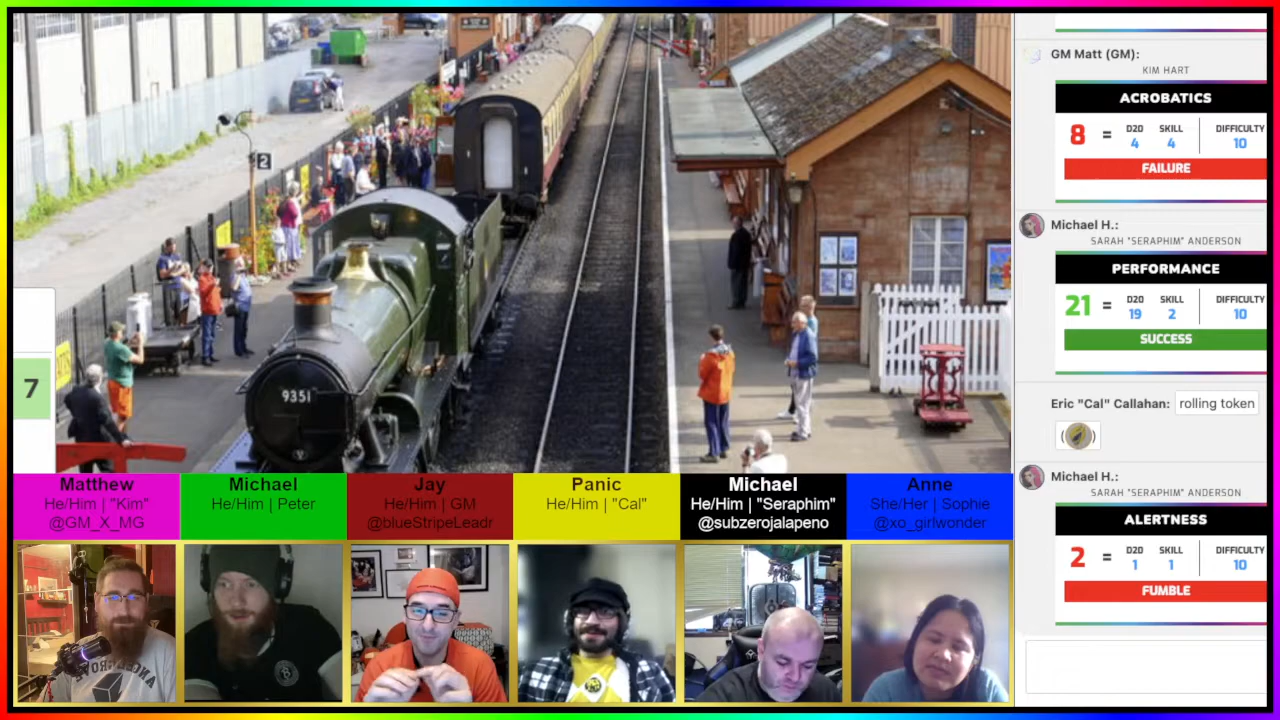 2
9351
7
Matthew
He/Him | "Kim"
@GM_X_MG
Michael
He/Him | Peter
Jay
He/Him | GM
@blueStripeLeadr
Panic
He/Him | "Cal"
Michael
He/Him | "Seraphim"
@subzerojalapeno
Anne
She/Her | Sophie
@xo_girlwonder
GM Matt (GM):
KIM HART
ACROBATICS
8 = D2D 4 SKILL 4 DIFFICULTY 10
FAILURE
Michael H.:
SARAH "SERAPHIM" ANDERSON
PERFORMANCE
21 = D2D 19 SKILL 2 DIFFICULTY 10
SUCCESS
Eric "Cal" Callahan: rolling token
Michael H.:
SARAH "SERAPHIM" ANDERSON
ALERTNESS
2 = D2D 1 SKILL 1 DIFFICULTY 10
FUMBLE